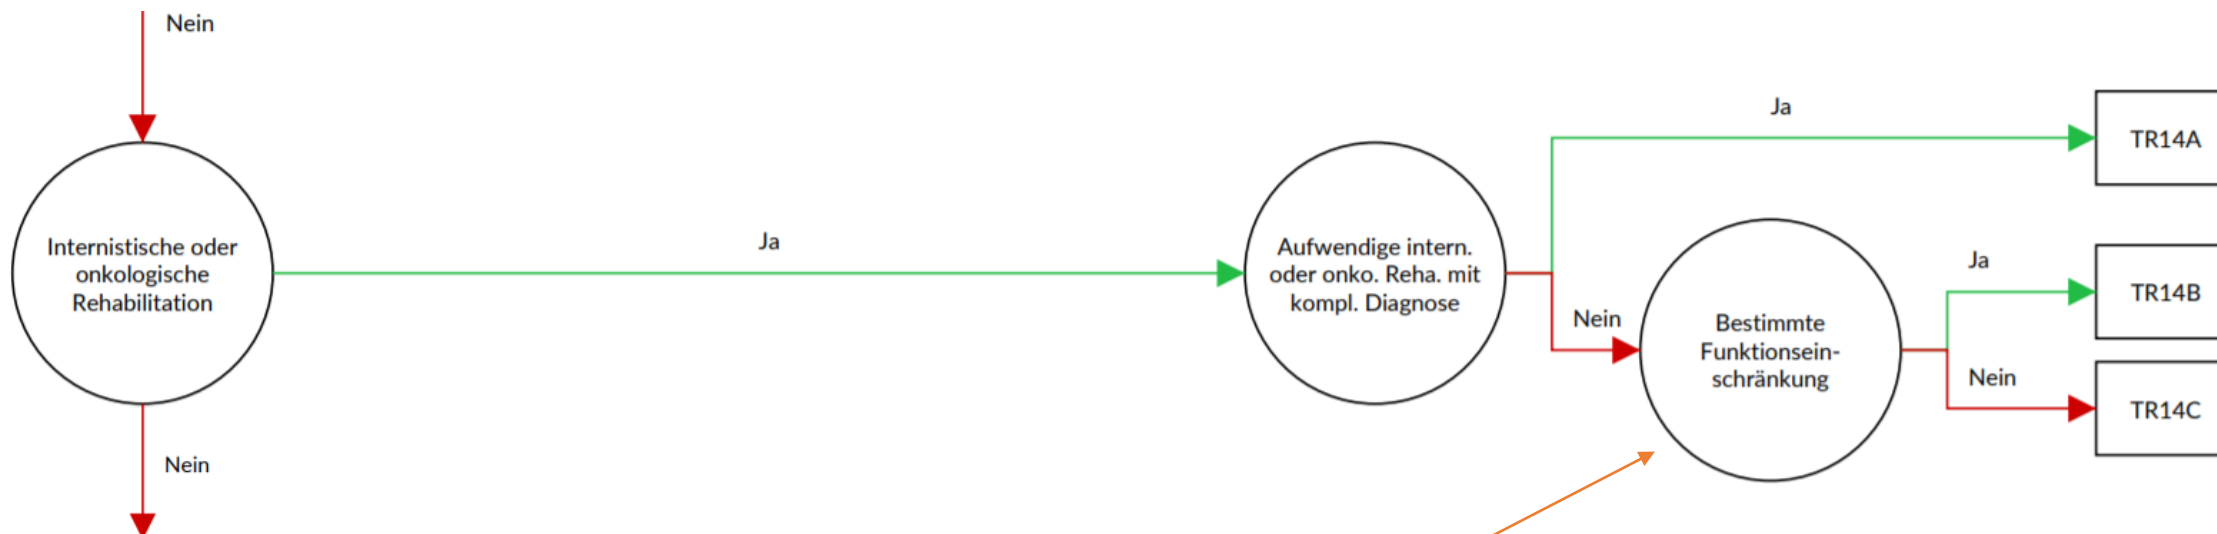 Nein
Internistische oder
onkologische
Rehabilitation
Nein
Ja
Aufwendige intern.
oder onko. Reha. mit
kompl. Diagnose
Ja
TR14A
Nein
Bestimmte
Funktionsein-
schränkung
Ja
TR14B
Nein
TR14C